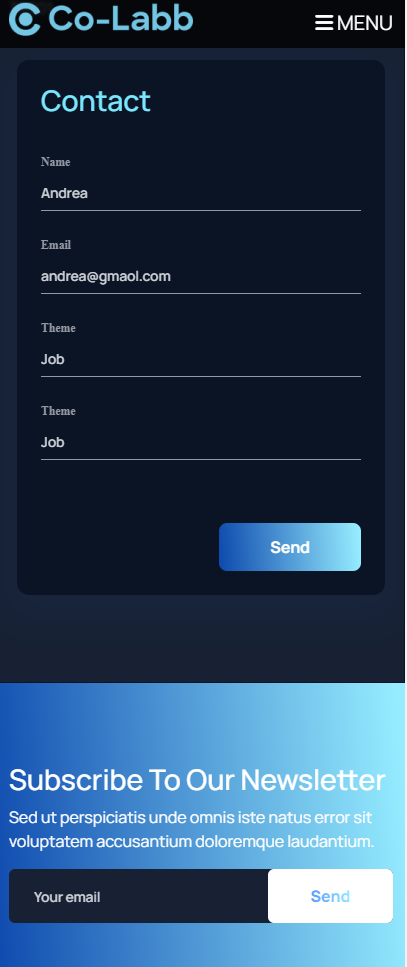 Co-Labb
MENU
Contact
Name
Andrea
Email
andrea@gmaol.com
Theme
Job
Theme
Job
Send
Subscribe To Our Newsletter
Sed ut perspiciatis unde omnis iste natus error sit
voluptatem accusantium doloremque laudantium.
Your email
Send